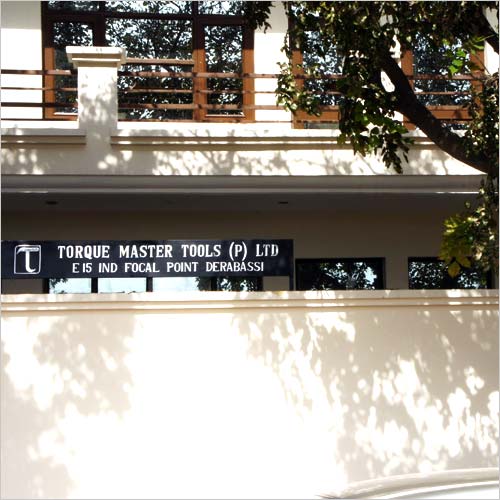 TORQUE MASTER TOOLS (P) LTD
E 15 IND FOCAL POINT DERABASSI